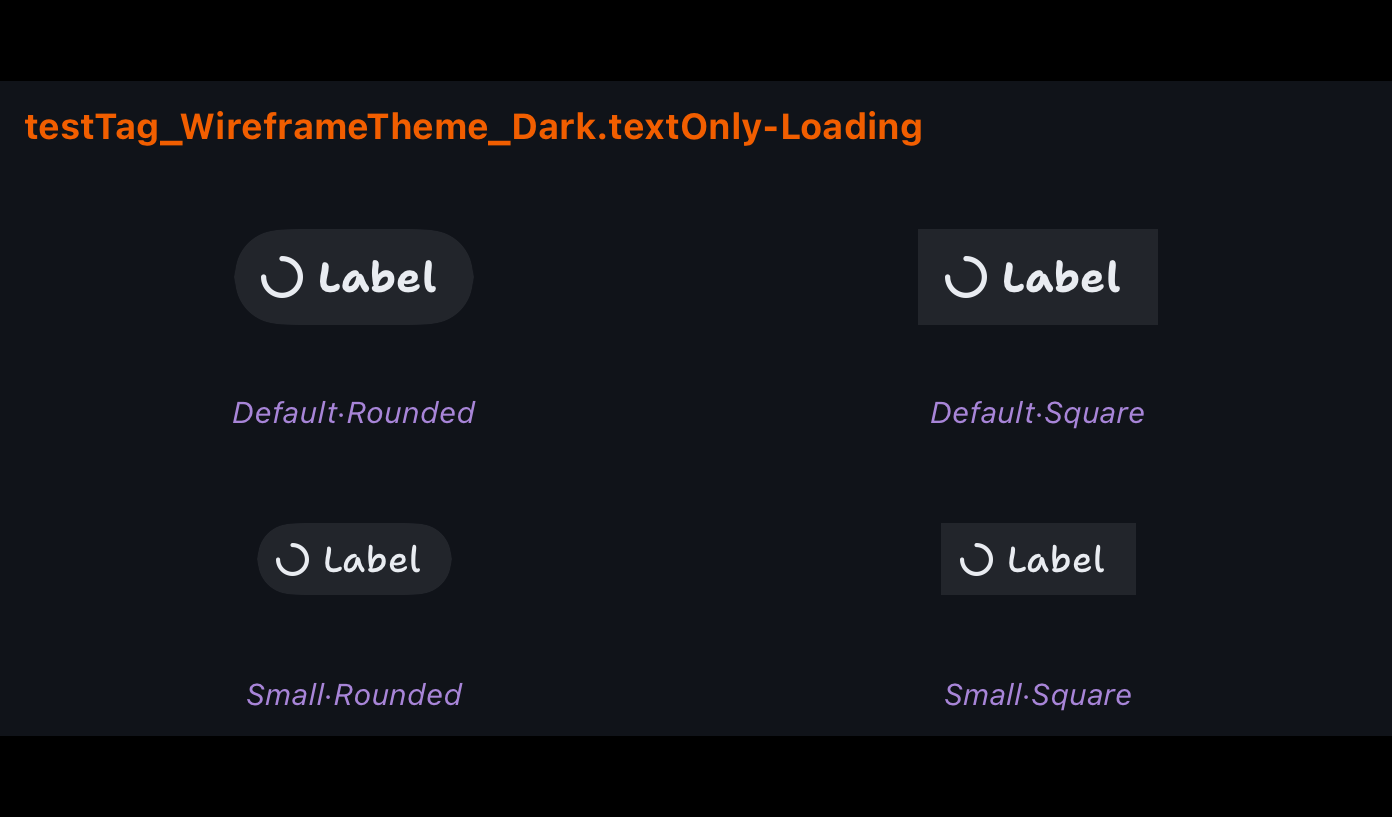 testTag_WireframeTheme_Dark.textOnly-Loading
Label
Label
Default·Rounded
Default·Square
Label
Label
Small·Rounded
Small·Square